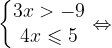 {3x > -9
4x ⩽ 5 ⇔